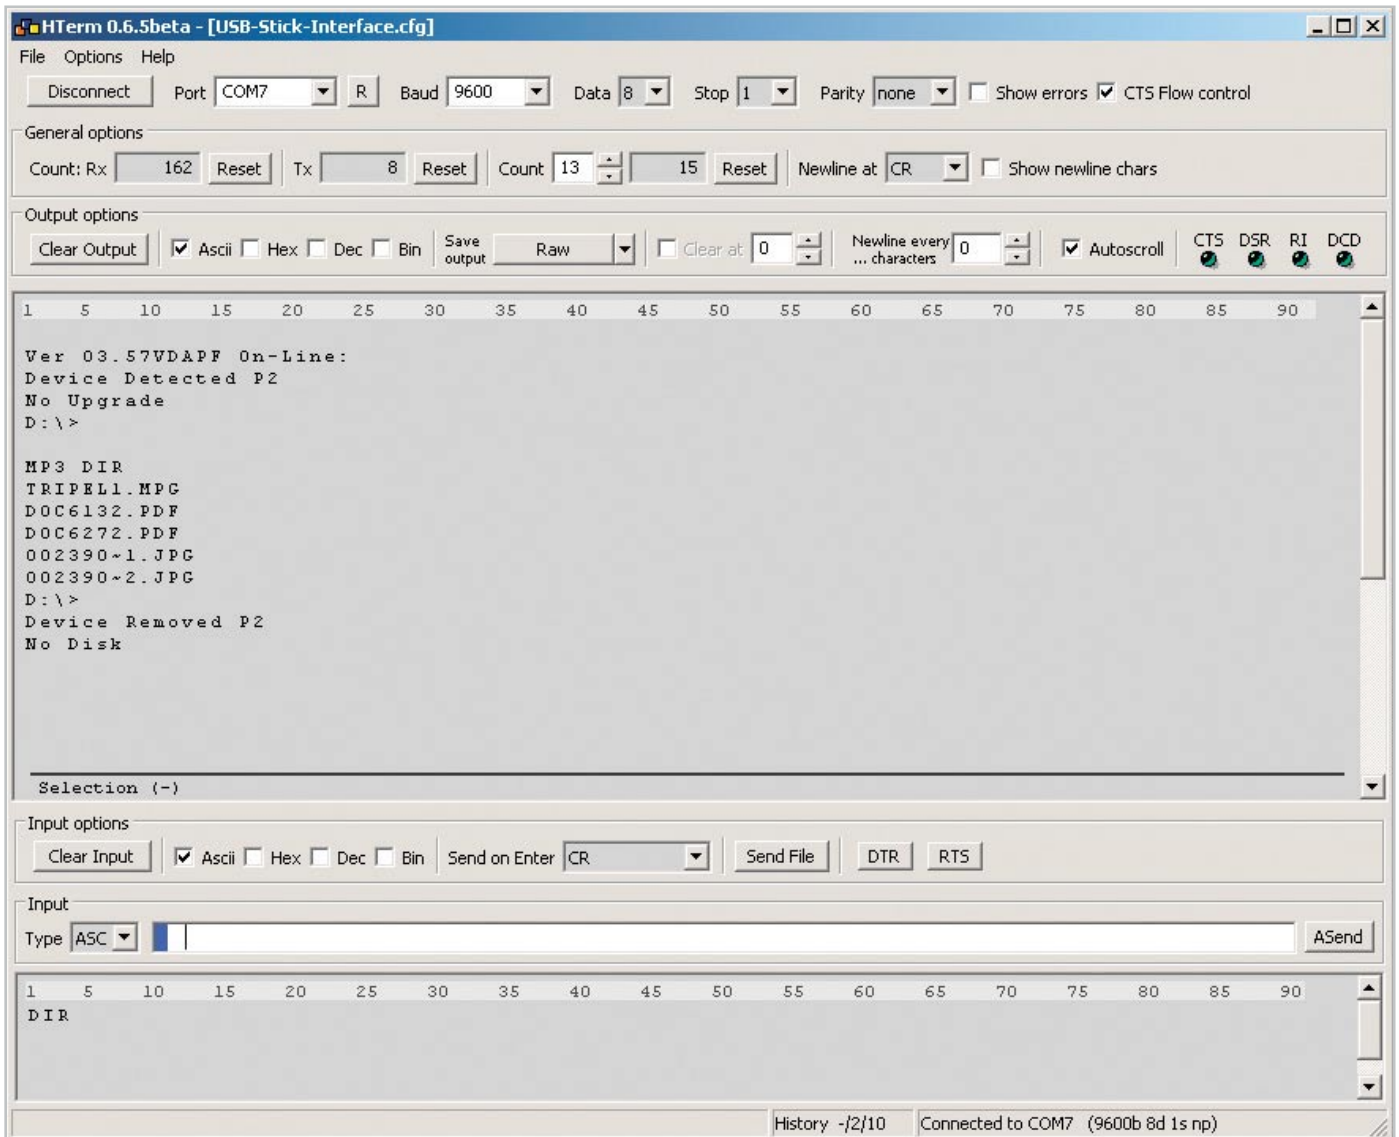 HTerm 0.6.5beta - [USB-Stick-Interface.cfg]
File Options Help
Disconnect Port COM7 R Baud 9600 Data 8 Stop 1 Parity none Show errors CTS Flow control
General options
Count: Rx 162 Reset Tx 8 Reset Count 13 15 Reset Newline at CR Show newline chars
Output options
Clear Output Ascii Hex Dec Bin Save output Raw Clear at 0 Newline every ... characters 0 Autoscroll CTS DSR RI DCD
1 5 10 15 20 25 30 35 40 45 50 55 60 65 70 75 80 85 90
Ver 03.57VDAPF On-Line:
Device Detected P2
No Upgrade
D:\>
MP3 DIR
TRIPEL1.MPG
DOC6132.PDF
DOC6272.PDF
002390~1.JPG
002390~2.JPG
D:\>
Device Removed P2
No Disk
Selection (-)
Input options
Clear Input Ascii Hex Dec Bin Send on Enter CR Send File DTR RTS
Input
Type ASC ASend
1 5 10 15 20 25 30 35 40 45 50 55 60 65 70 75 80 85 90
DIR
History -/2/10 Connected to COM7 (9600b 8d 1s np)